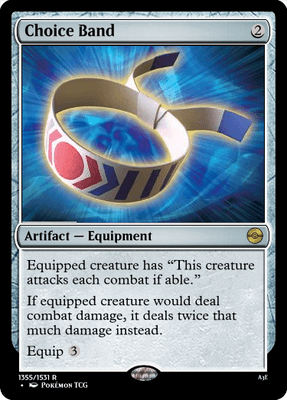 Choice Band 2
Artifact — Equipment
Equipped creature has “This creature
attacks each combat if able.”
If equipped creature would deal
combat damage, it deals twice that
much damage instead.
Equip 3
1355/1531 R
• Pokémon TCG